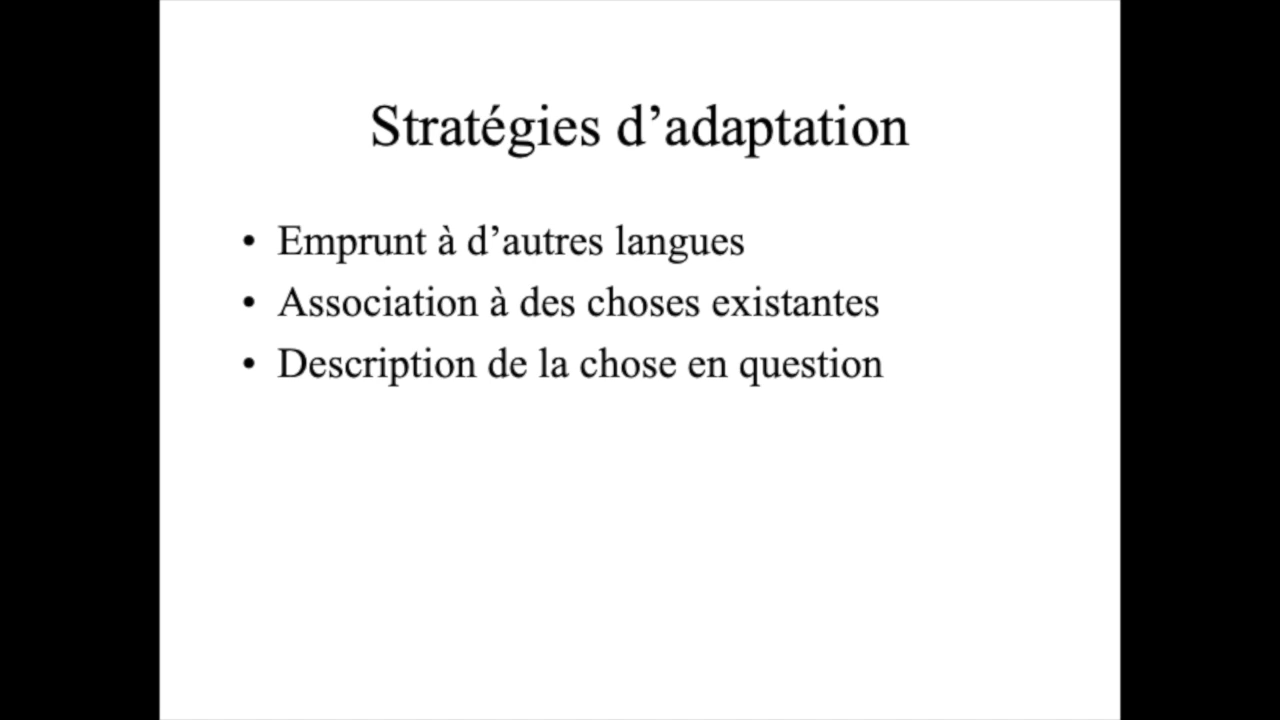 Stratégies d’adaptation
• Emprunt à d’autres langues
• Association à des choses existantes
• Description de la chose en question